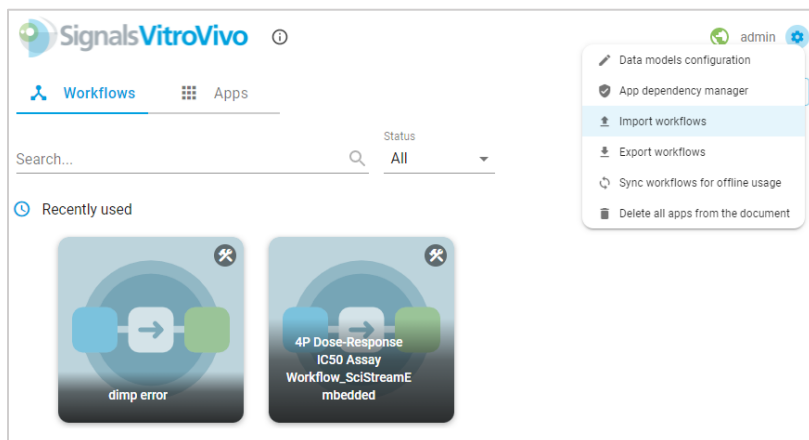 SignalsVitroVivo
admin
Data models configuration
App dependency manager
Import workflows
Export workflows
Sync workflows for offline usage
Delete all apps from the document
Workflows
Apps
Status
Search...
All
Recently used
dimp error
4P Dose-Response
IC50 Assay
Workflow_SciStreamE
mbedded